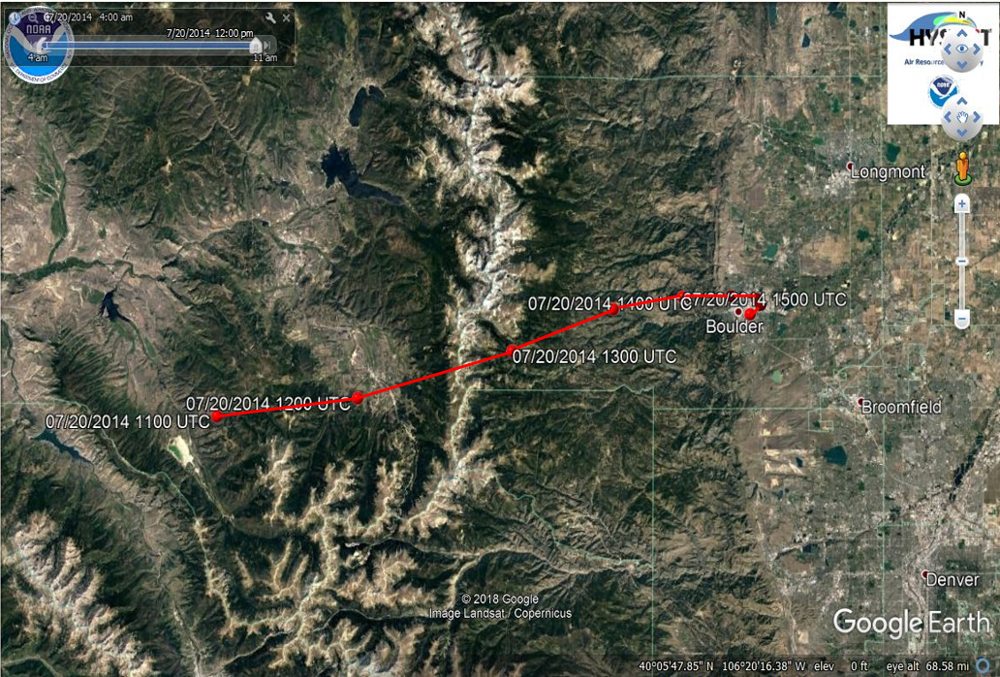 07/20/2014 4:00 am
7/20/2014 12:00 pm
NOAA
4 am
11 am
N
Air Resour
Longmont
07/20/2014 1400 UTC
07/20/2014 1500 UTC
Boulder
07/20/2014 1300 UTC
07/20/2014 1200 UTC
07/20/2014 1100 UTC
Broomfield
Denver
© 2018 Google
Image Landsat / Copernicus
Google Earth
40°05'47.85" N 106°20'16.38" W elev 0 ft eye alt 68.58 mi